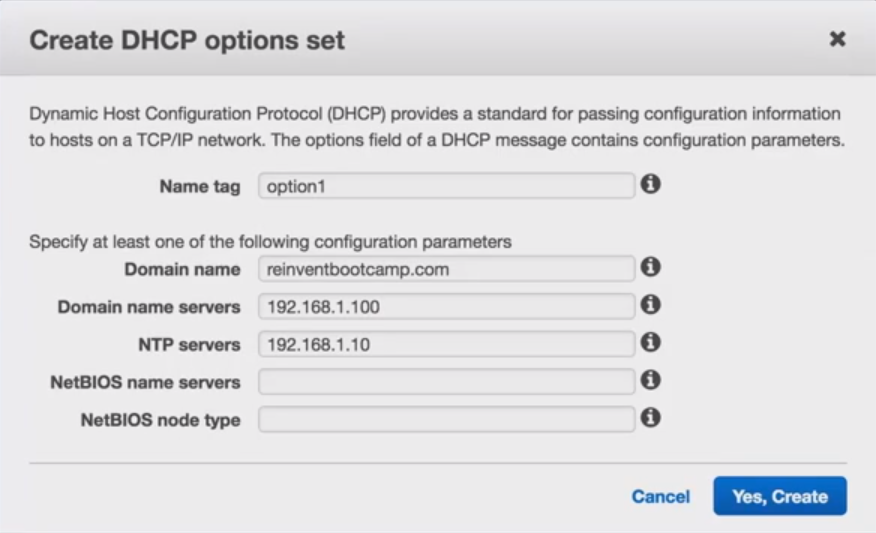 Create DHCP options set
Dynamic Host Configuration Protocol (DHCP) provides a standard for passing configuration information
to hosts on a TCP/IP network. The options field of a DHCP message contains configuration parameters.
Name tag option1
Specify at least one of the following configuration parameters
Domain name reinventbootcamp.com
Domain name servers 192.168.1.100
NTP servers 192.168.1.10
NetBIOS name servers
NetBIOS node type
Cancel Yes, Create